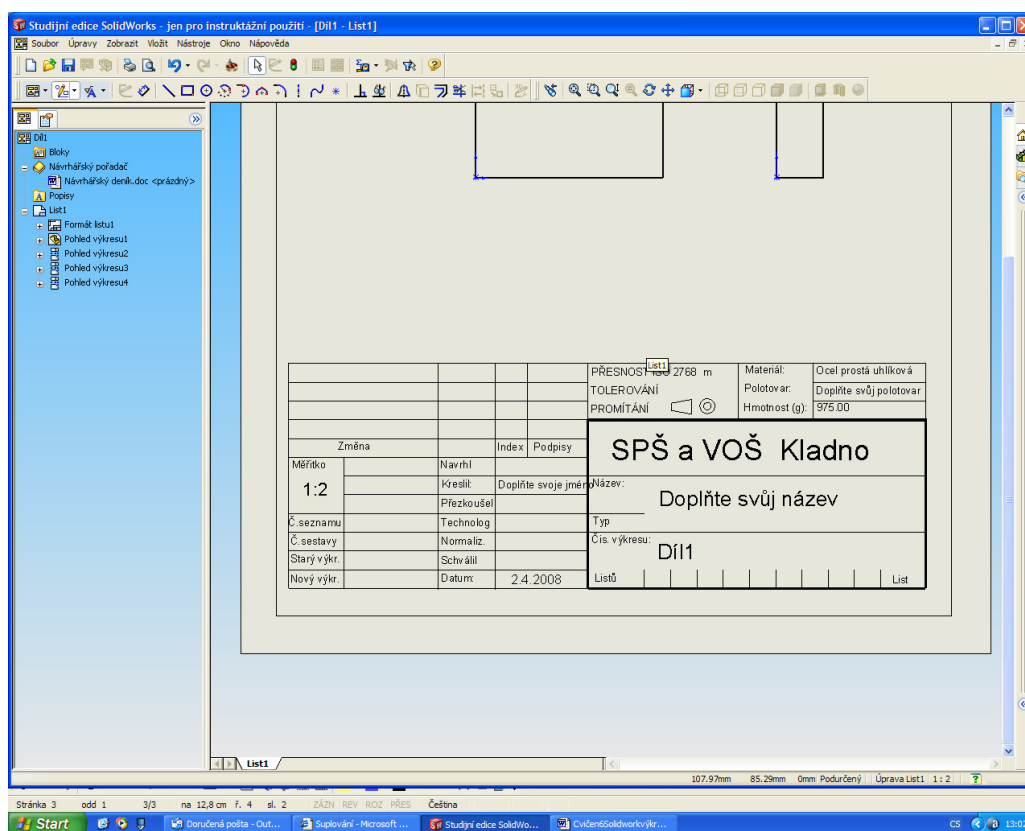 Studijní edice SolidWorks - jen pro instruktážní použití - [Díl1 - List1]
Soubor Úpravy Zobrazit Vložit Nástroje Okno Nápověda
Díl1
Bloky
Návrhářský pořadač
Návrhářský deník.doc <prázdný>
Popisy
List1
Formát listu1
Pohled výkresu1
Pohled výkresu2
Pohled výkresu3
Pohled výkresu4
List1
PŘESNOST ISO 2768 m
TOLEROVÁNÍ
PROMÍTÁNÍ
Materiál: Ocel prostá uhlíková
Polotovar: Doplňte svůj polotovar
Hmotnost (g): 975.00
Změna Index Podpisy
SPŠ a VOŠ Kladno
Měřítko
1:2
Navrhl
Kreslil: Doplňte svoje jméno
Přezkoušel
Č.seznamu Technolog
Č.sestavy Normaliz.
Starý výkr. Schválil
Nový výkr. Datum: 2.4.2008
Název:
Doplňte svůj název
Typ
Čis. výkresu:
Díl1
Listů List
List1
107.97mm 85.29mm 0mm Podurčený Úprava List1 1 : 2
Stránka 3 odd 1 3/3 na 12,8 cm ř. 4 sl. 2 ZÁZN REV ROZ PŘES Čeština
Start Doručená pošta - Out... Suplování - Microsoft ... Studijní edice SolidWo... Cvičení6Solidworkvýkr... CS